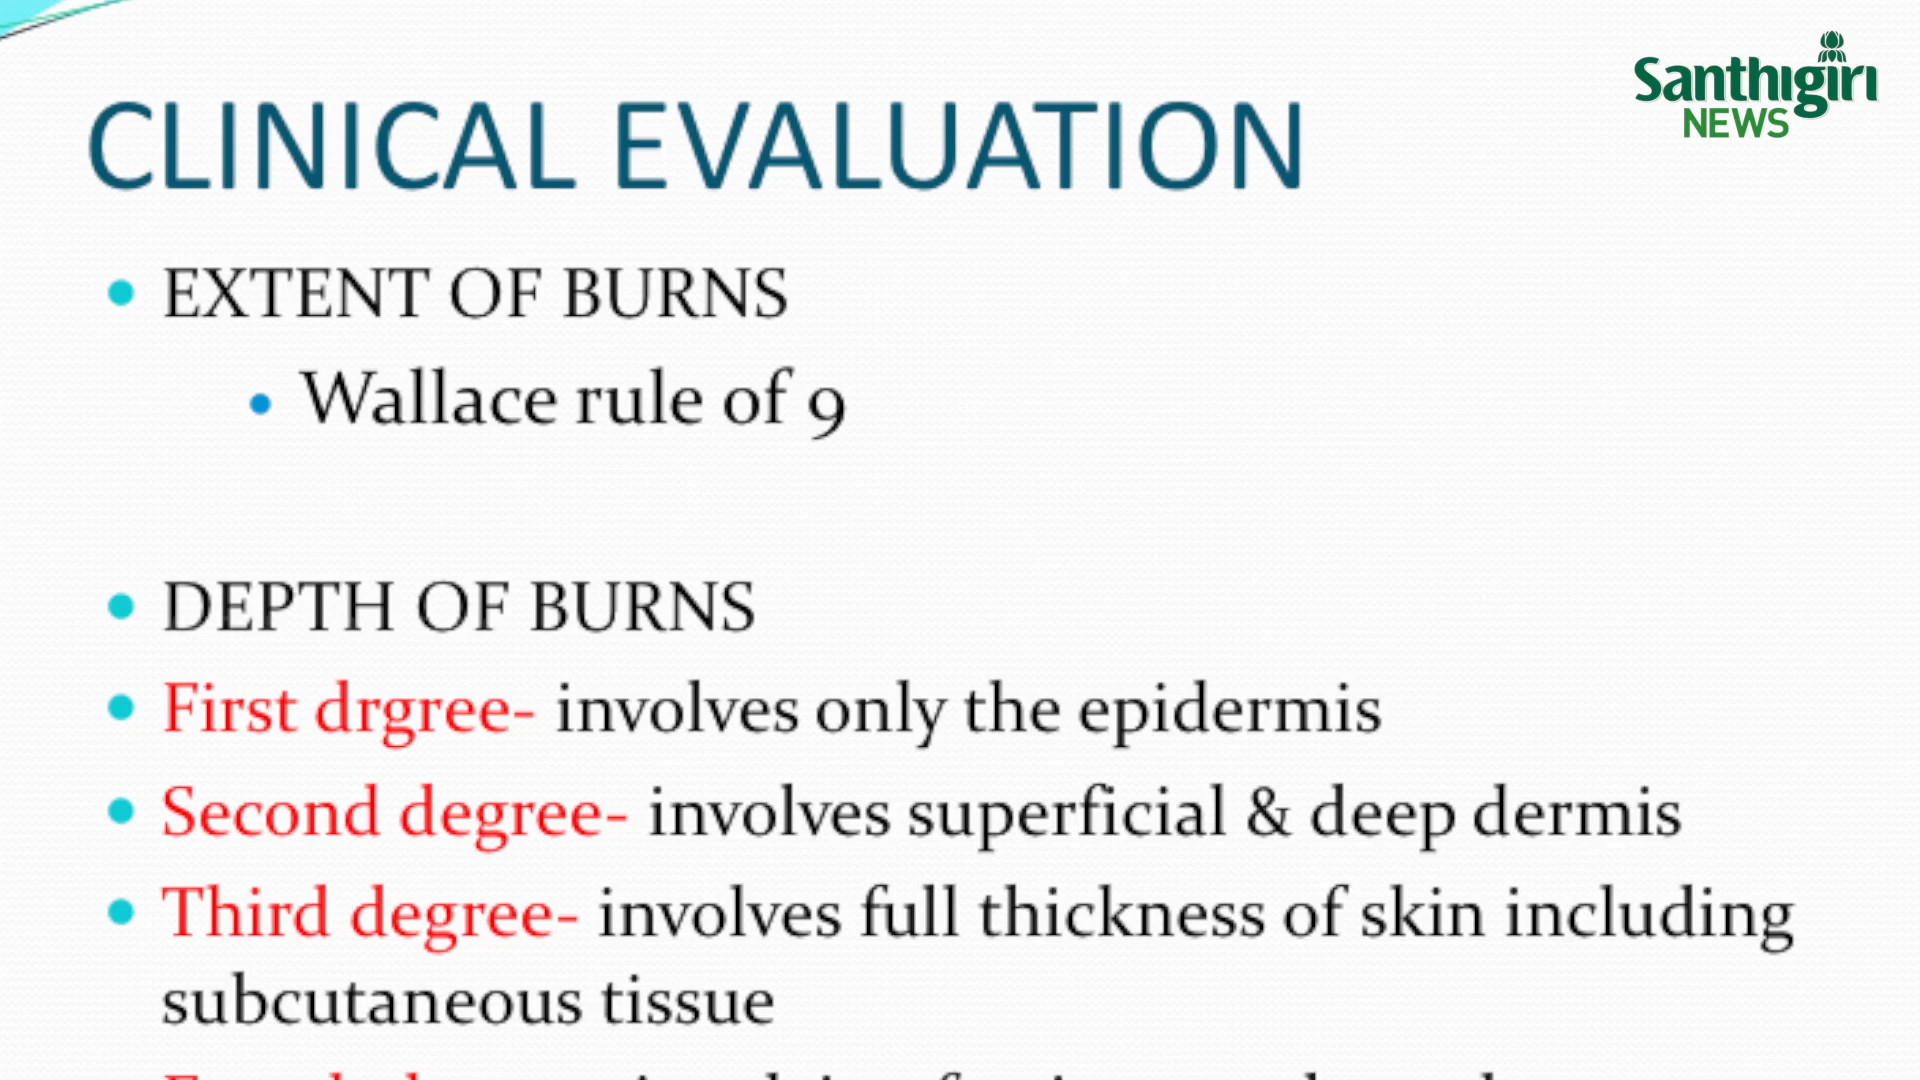 Santhigiri
NEWS
CLINICAL EVALUATION
EXTENT OF BURNS
Wallace rule of 9
DEPTH OF BURNS
First drgree- involves only the epidermis
Second degree- involves superficial & deep dermis
Third degree- involves full thickness of skin including
subcutaneous tissue